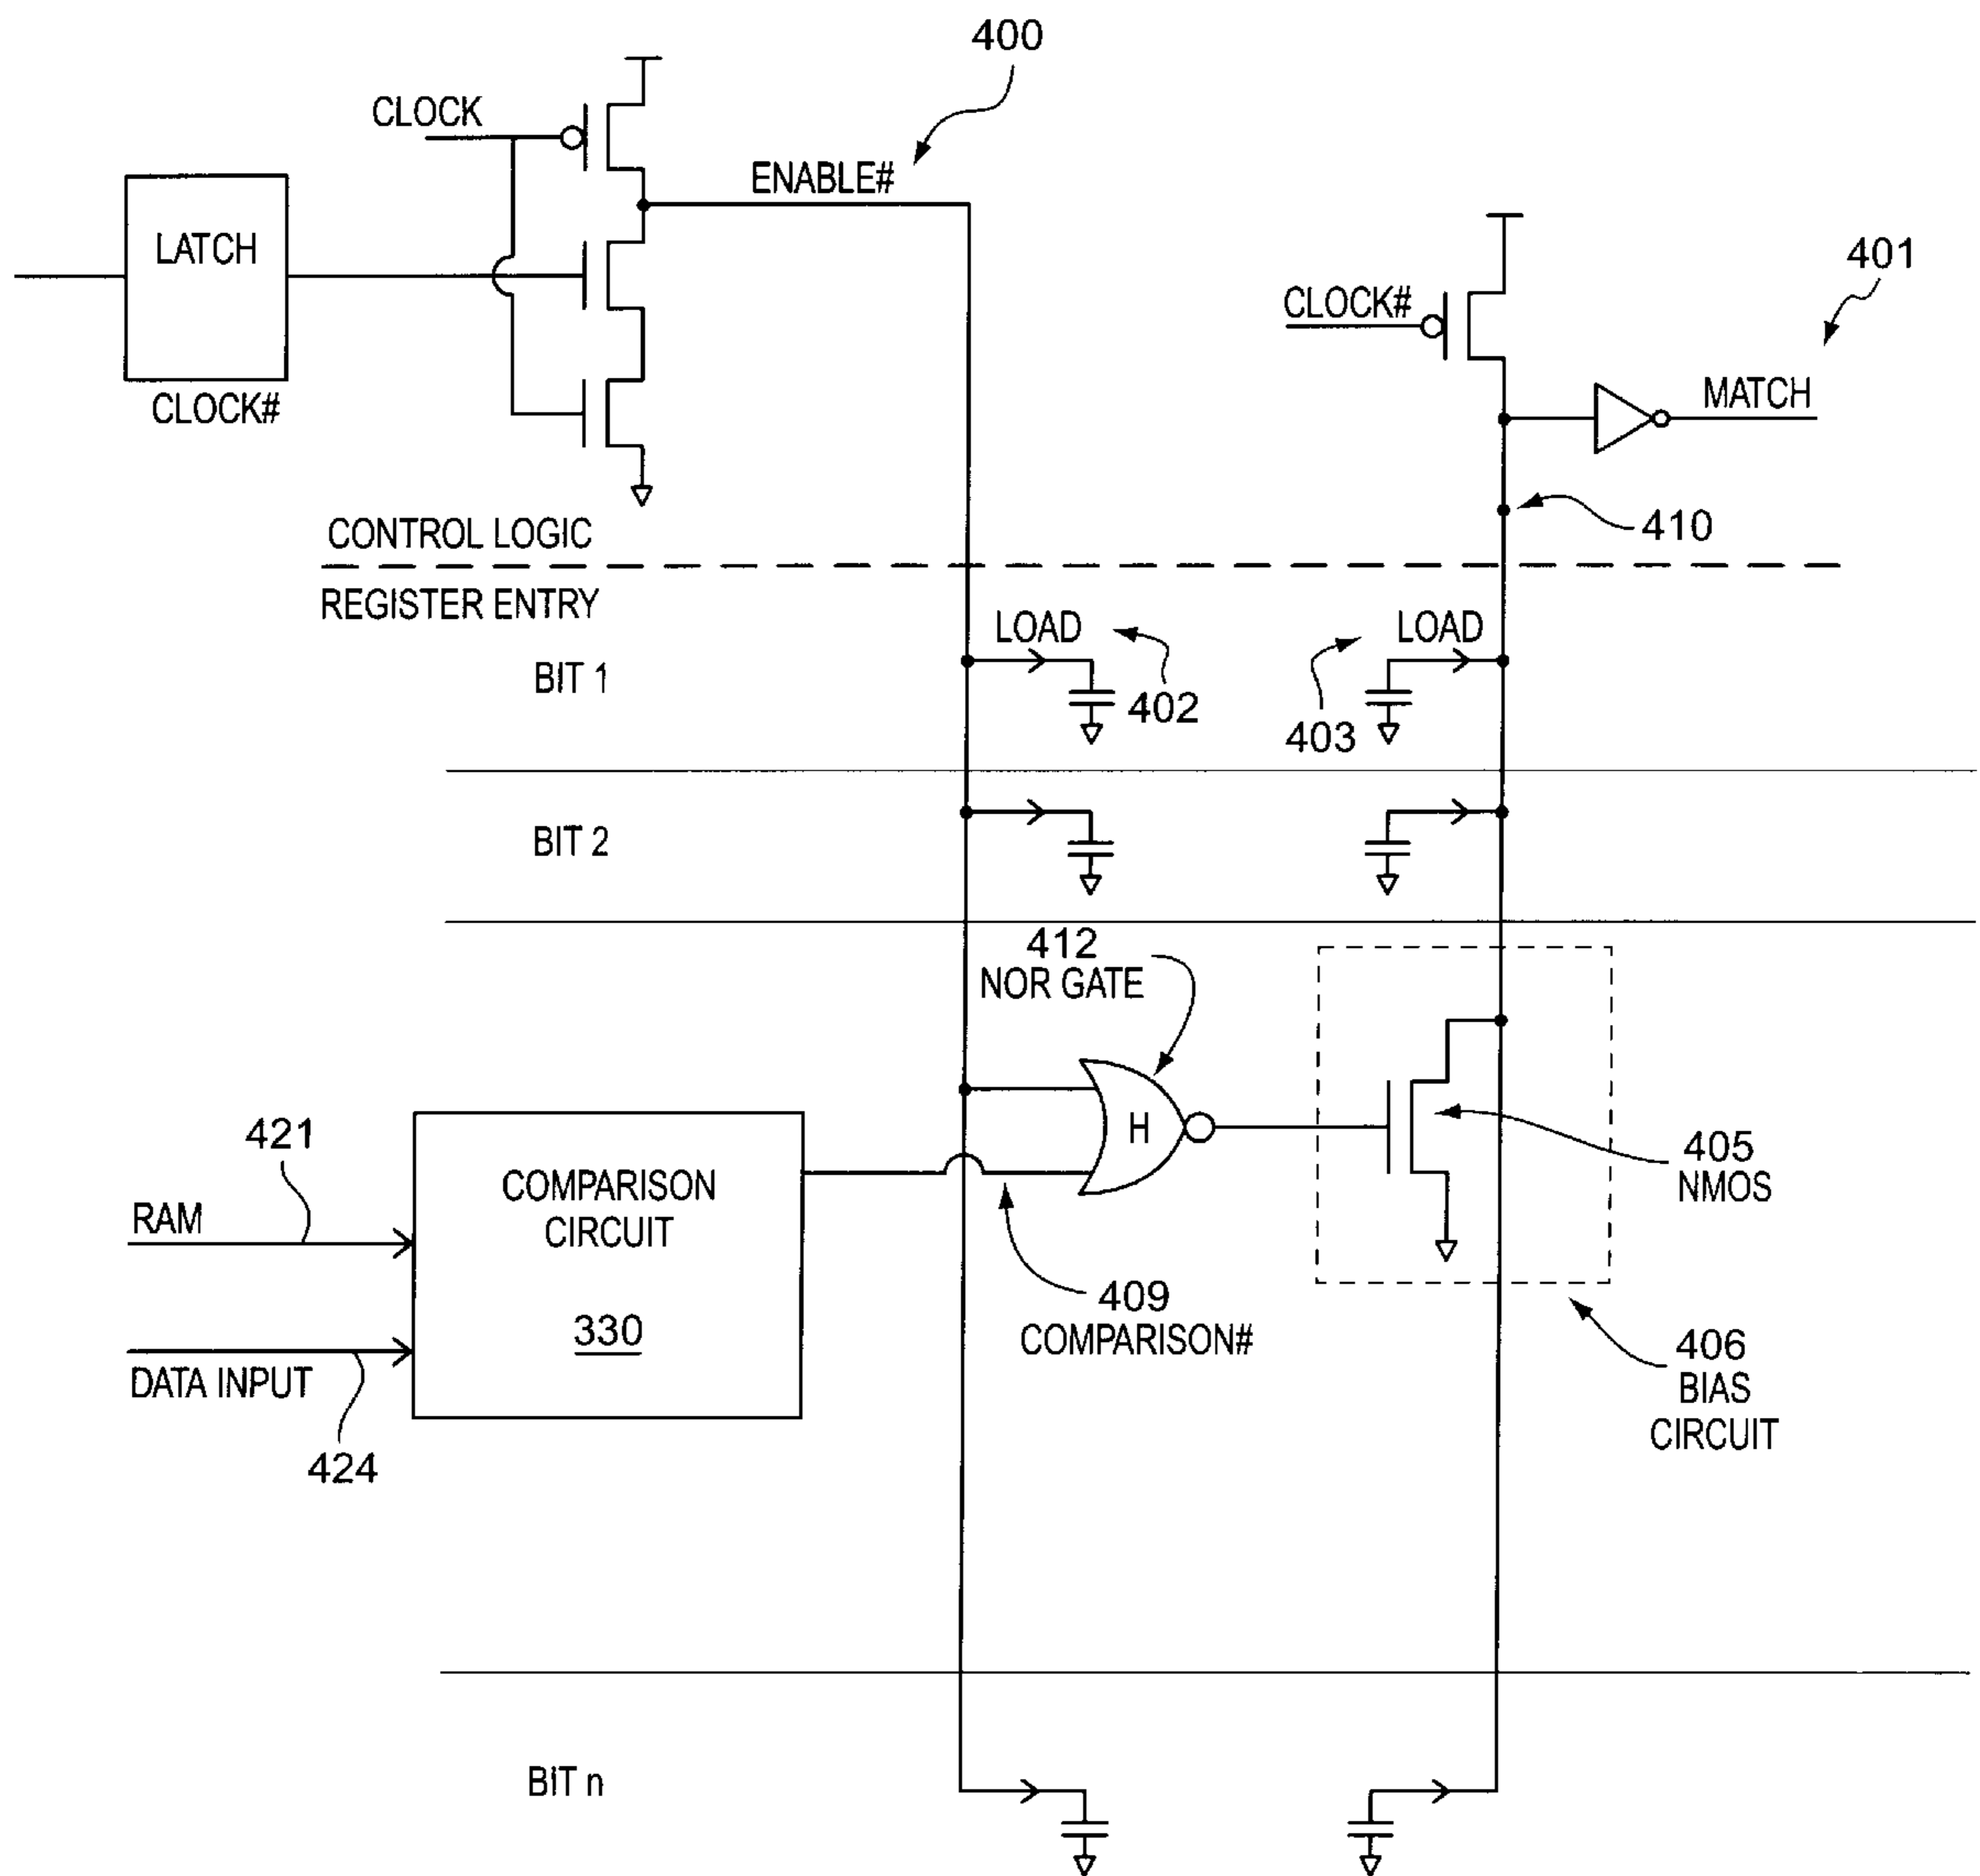 400
CLOCK
ENABLE#
LATCH
CLOCK#
CLOCK#
401
MATCH
410
CONTROL LOGIC
REGISTER ENTRY
LOAD
LOAD
BIT 1
402
403
BIT 2
412
NOR GATE
H
421
RAM
COMPARISON
CIRCUIT
330
DATA INPUT
424
409
COMPARISON#
405
NMOS
406
BIAS
CIRCUIT
BIT n